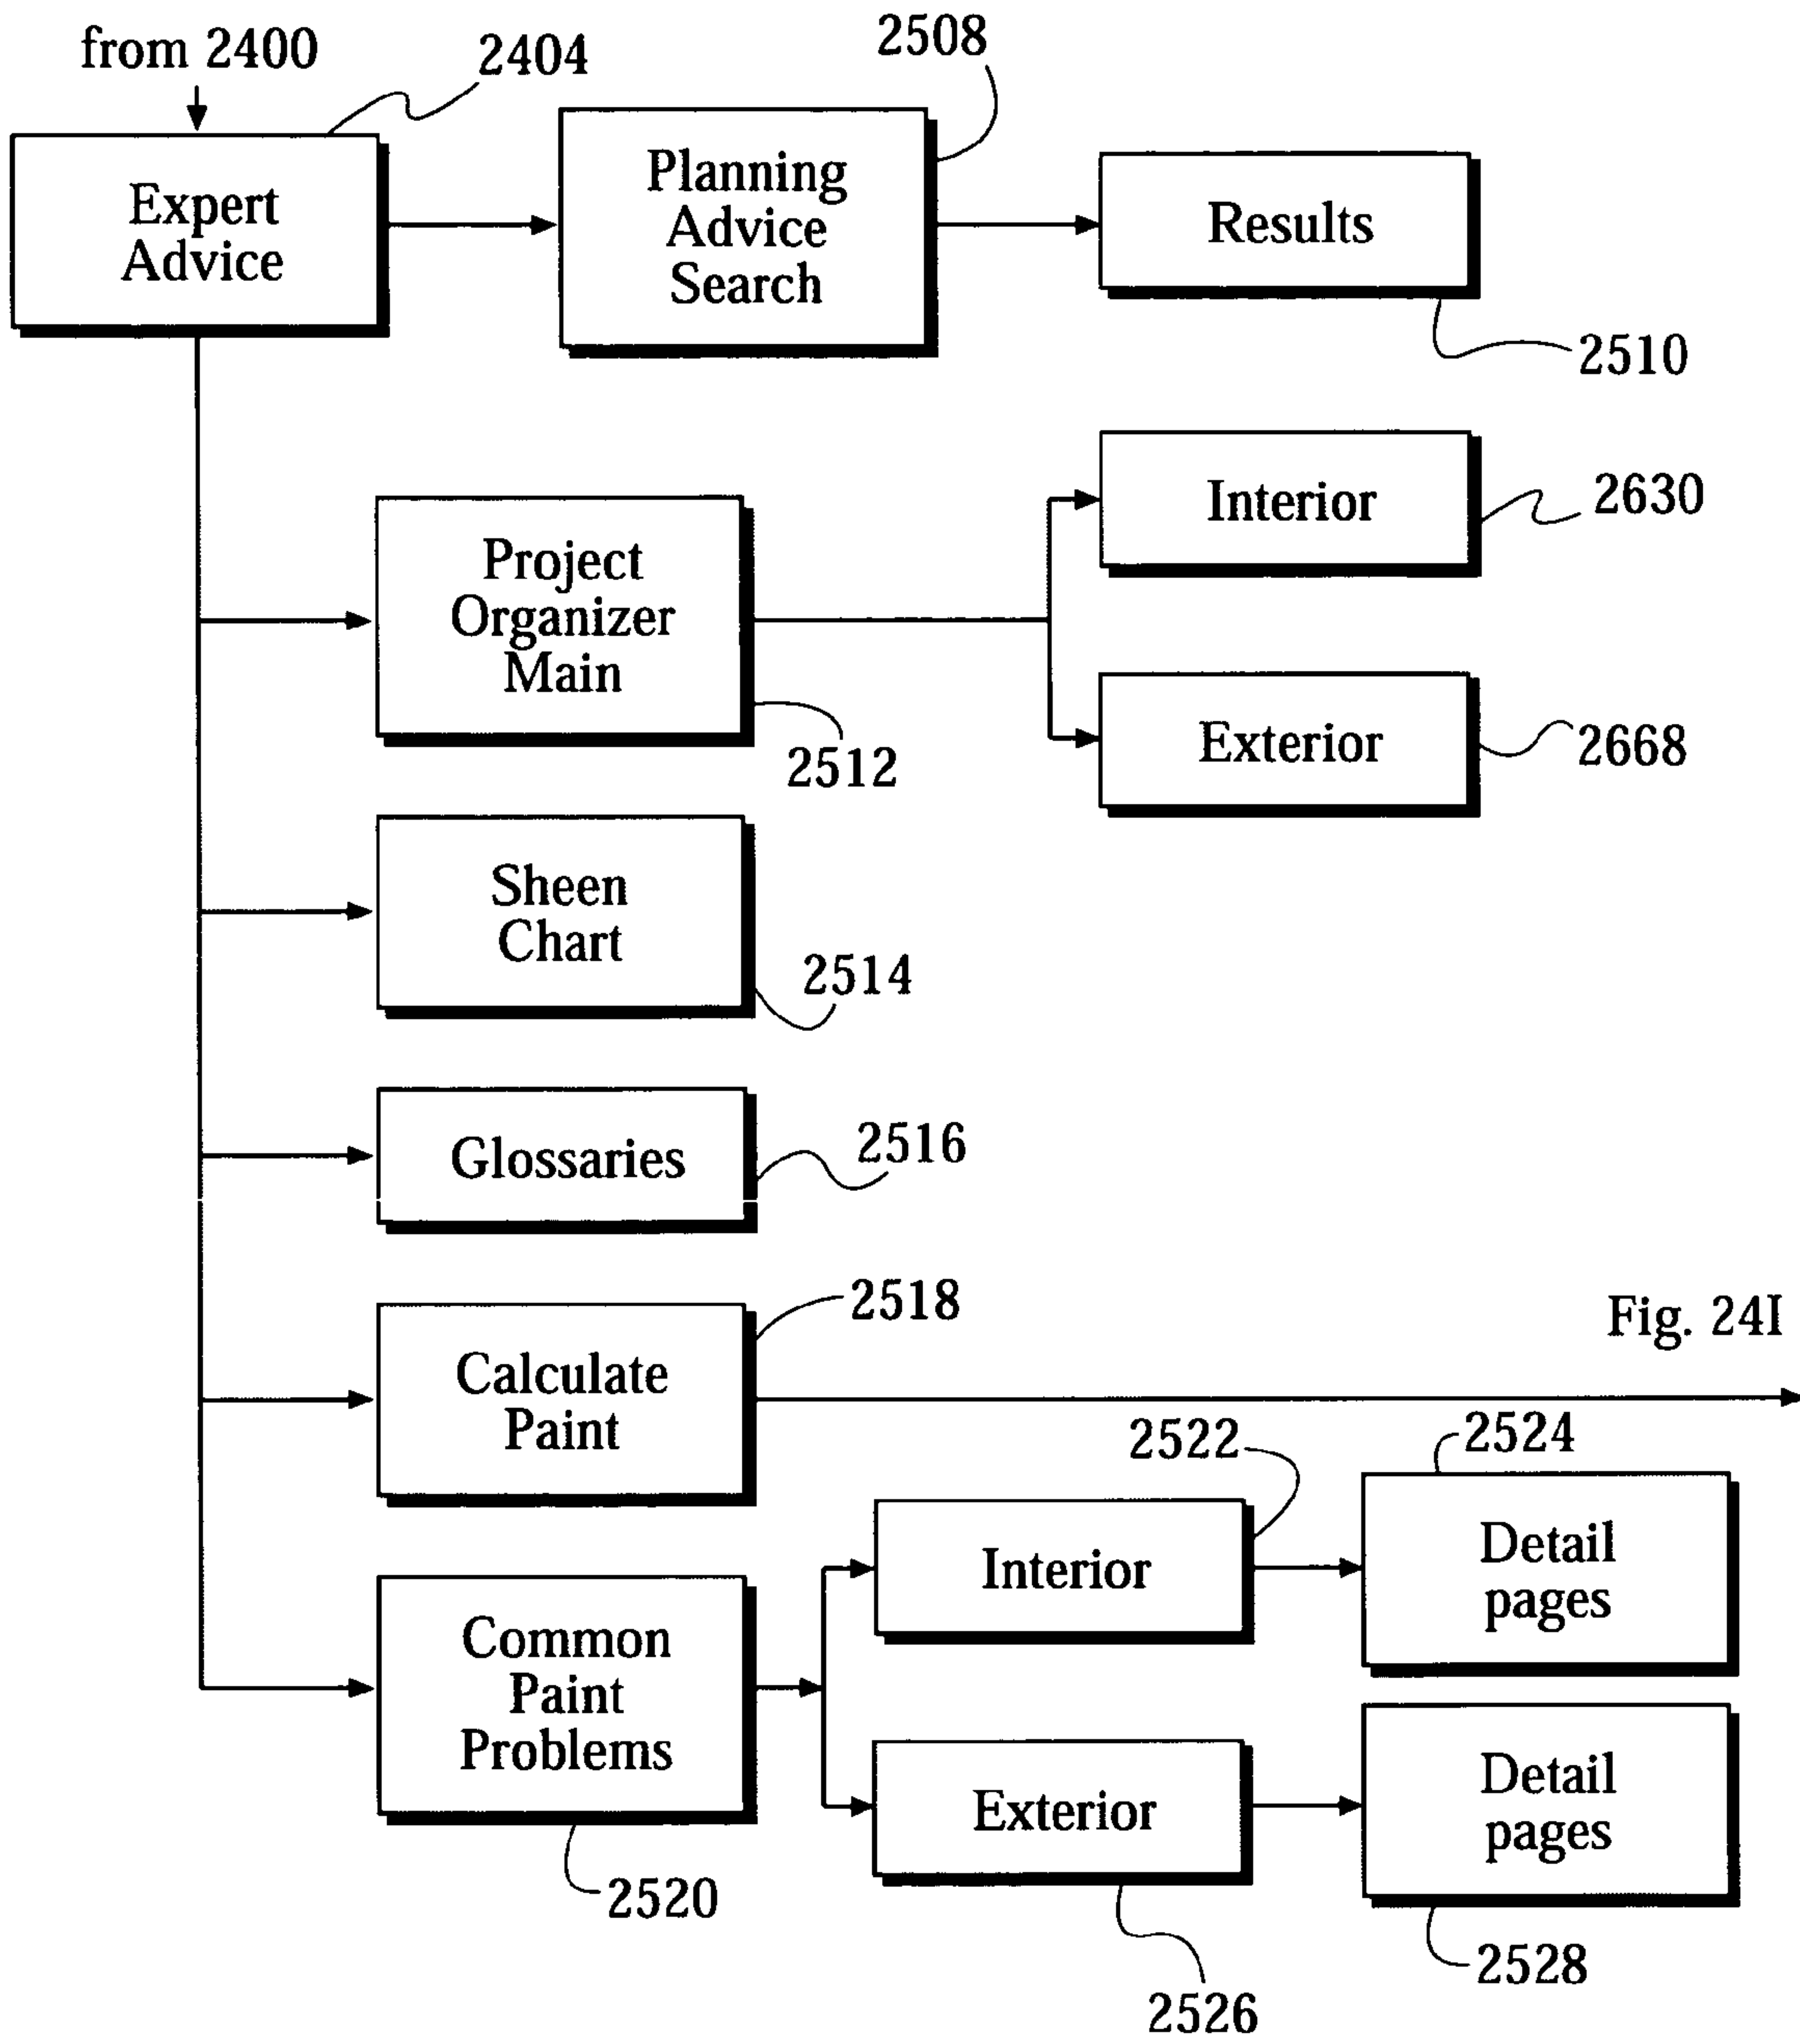 from 2400
2404
2508
Expert
Advice
Planning
Advice
Search
Results
2510
Project
Organizer
Main
2512
Interior
2630
Exterior
2668
Sheen
Chart
2514
Glossaries
2516
Calculate
Paint
2518
Fig. 24I
Common
Paint
Problems
2520
Interior
2522
Detail
pages
2524
Exterior
2526
Detail
pages
2528